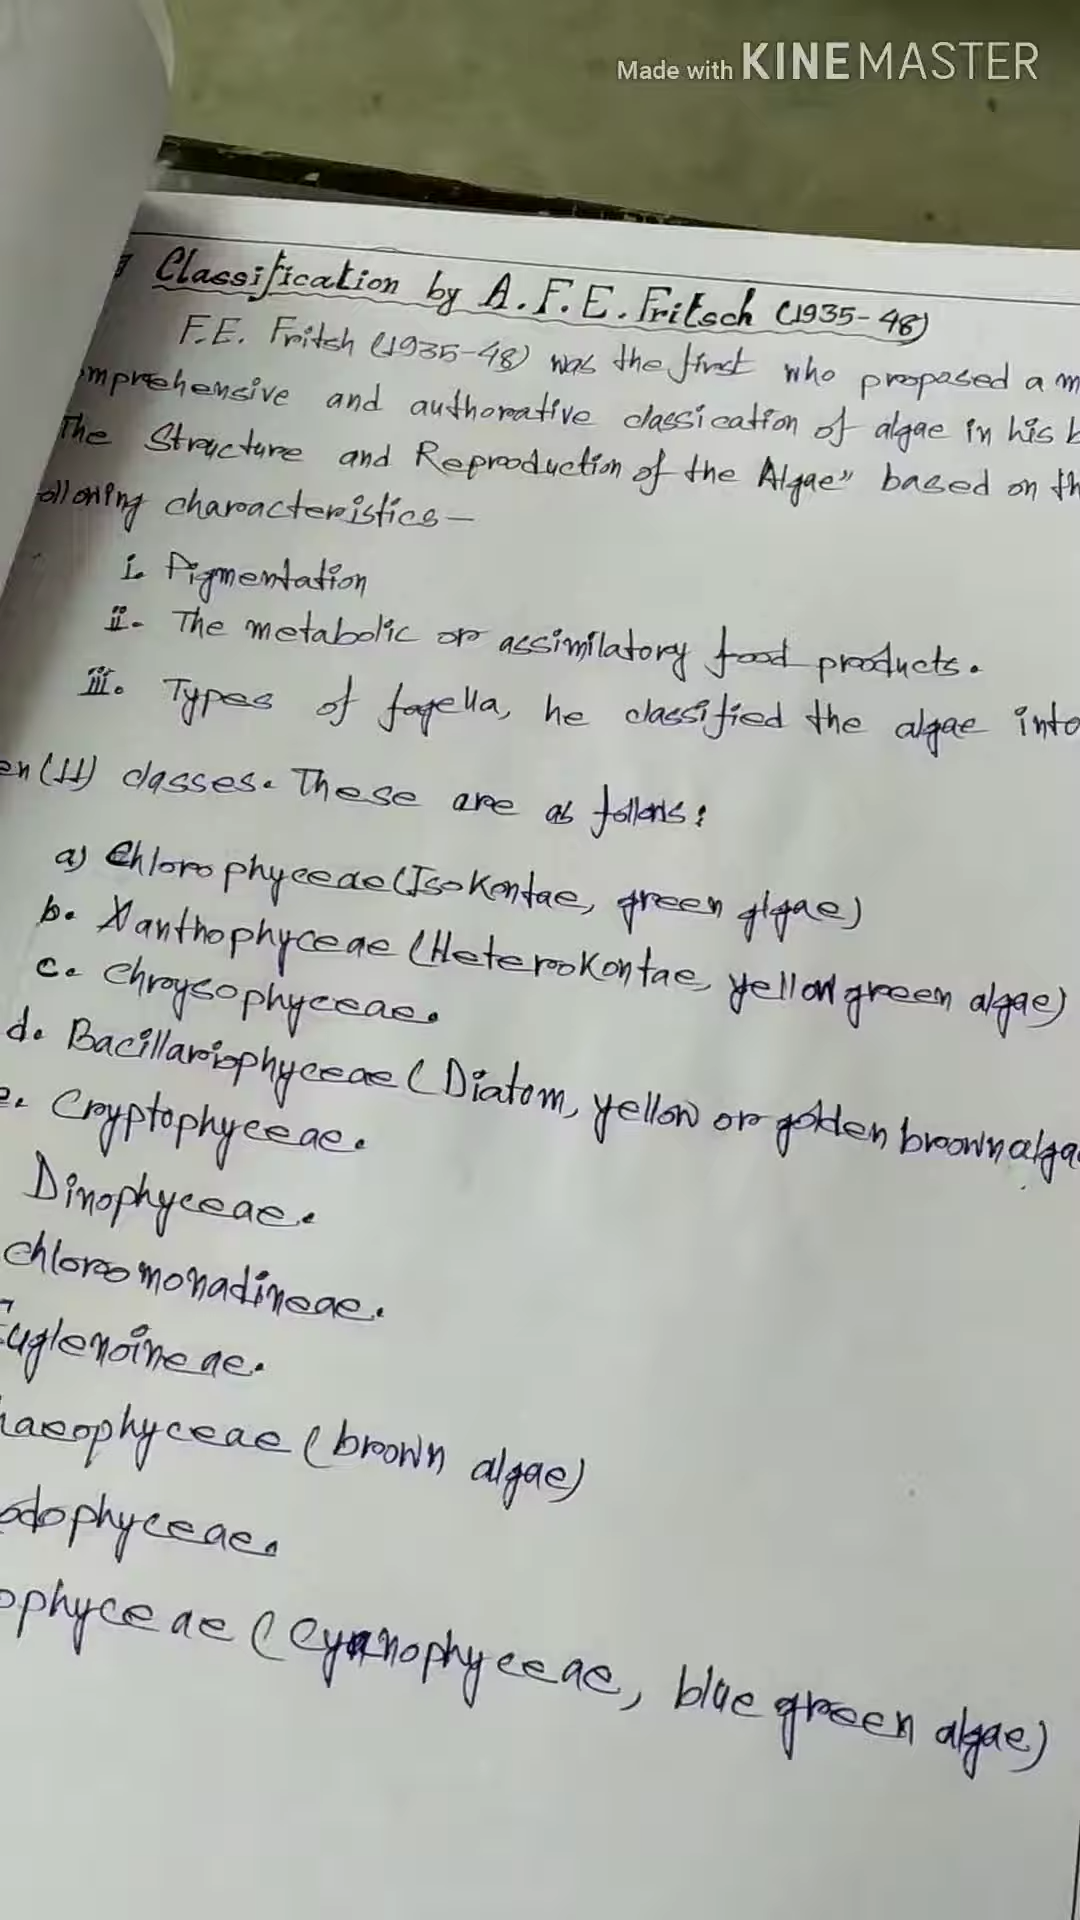 Made with KINEMASTER
Classification by A.F.E. Fritsch (1935-48)
F.E. Fritsh (1935-48) was the first who proposed a m
omprehensive and authorative classication of algae in his b
The Structure and Reproduction of the Algae" based on th
ollowing characteristics—
i. Pigmentation
ii. The metabolic or assimilatory food products.
iii. Types of fagella, he classified the algae into
en (11) classes. These are as follows:
a) Chlorophyceae (Isokontae, green algae)
b. Xanthophyceae (Heterokontae, yellow green algae)
c. Chrysophyceae.
d. Bacillariophyceae (Diatom, yellow or golden brown alga
e. Cryptophyceae.
Dinophyceae.
chloromonadineae.
Euglenoineae.
haeophyceae (brown algae)
odophyceae.
ophyceae (Cyanophyceae, blue green algae)